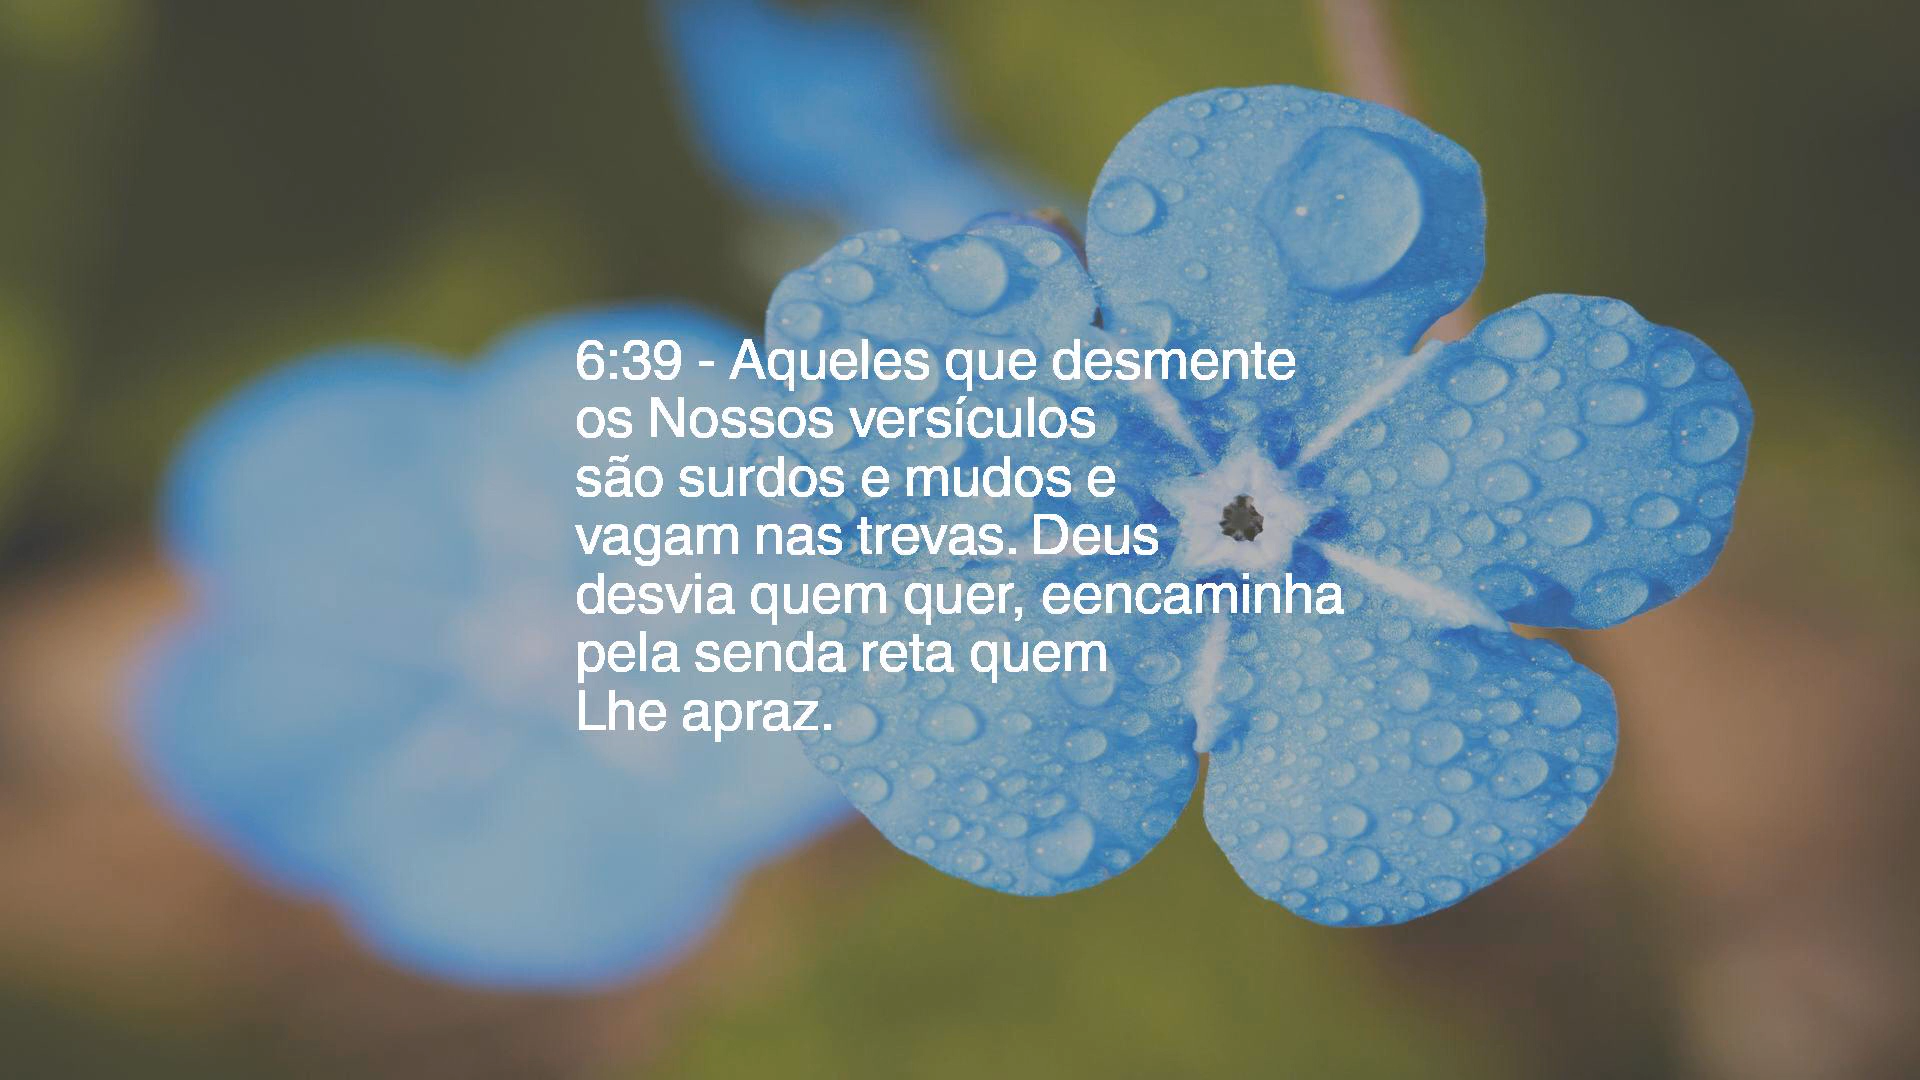 6:39 - Aqueles que desmente
os Nossos versículos
são surdos e mudos e
vagam nas trevas. Deus
desvia quem quer, eencaminha
pela senda reta quem
Lhe apraz.